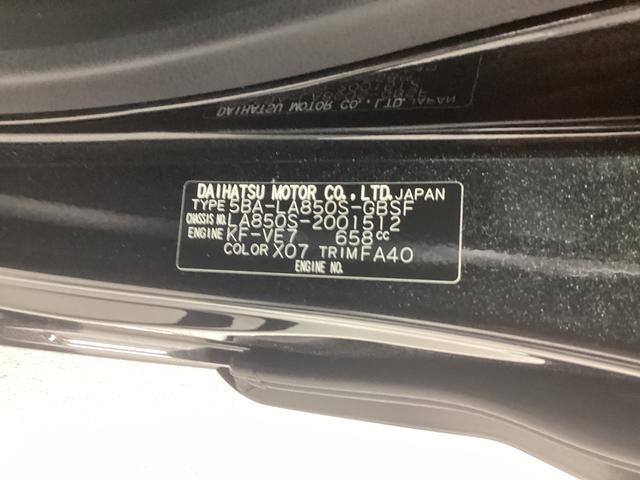 DAIHATSU MOTOR CO., LTD. JAPAN
TYPE 5BA-LA850S-GBSF
CHASSIS NO. LA850S-2001512
ENGINE KF-VE7 658cc
COLOR X07 TRIM FA40
ENGINE NO.